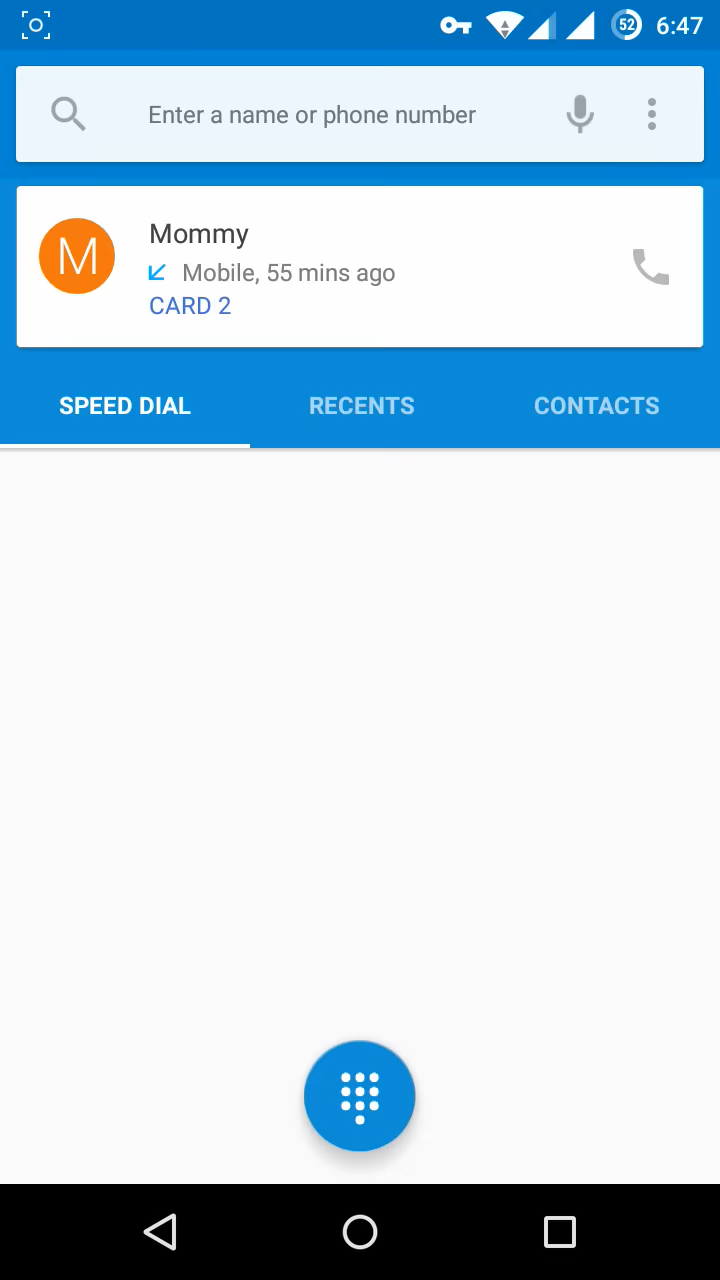 52 6:47
Enter a name or phone number
M
Mommy
Mobile, 55 mins ago
CARD 2
SPEED DIAL RECENTS CONTACTS